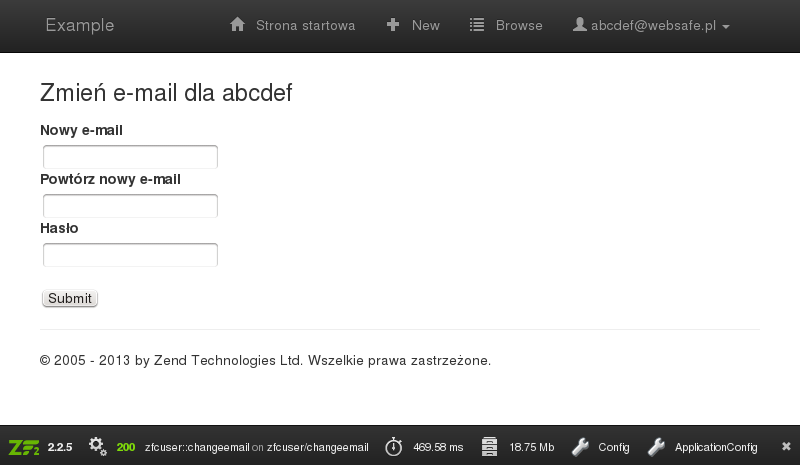 Example Strona startowa New Browse abcdef@websafe.pl
Zmień e-mail dla abcdef
Nowy e-mail
Powtórz nowy e-mail
Hasło
Submit
© 2005 - 2013 by Zend Technologies Ltd. Wszelkie prawa zastrzeżone.
ZF2 2.2.5 200 zfcuser::changeemail on zfcuser/changeemail 469.58 ms 18.75 Mb Config ApplicationConfig